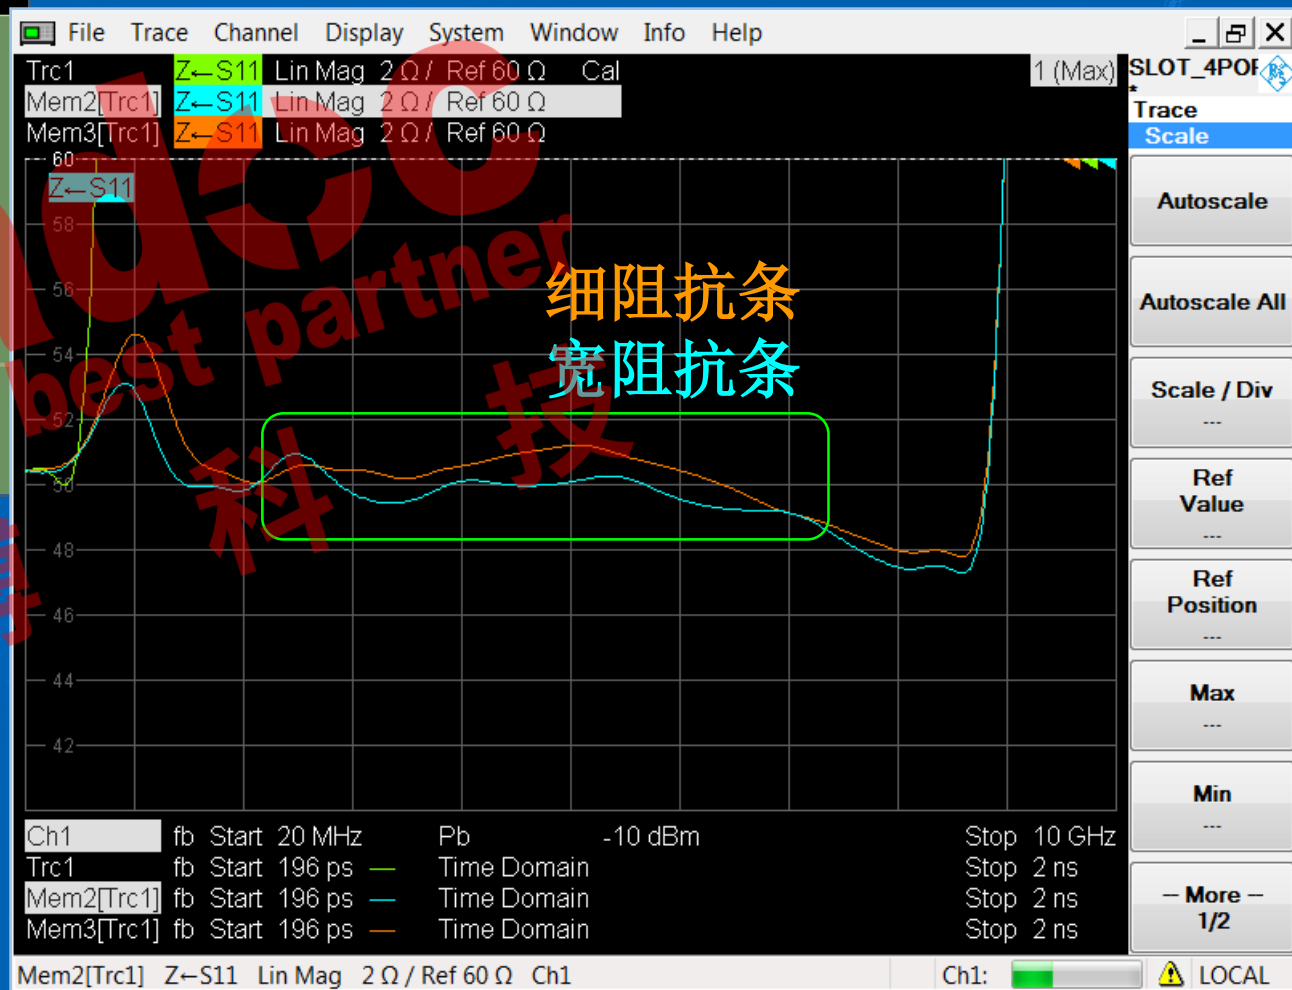 File Trace Channel Display System Window Info Help
Trc1 Z←S11 Lin Mag 2 Ω / Ref 60 Ω Cal 1 (Max)
Mem2[Trc1] Z←S11 Lin Mag 2 Ω / Ref 60 Ω
Mem3[Trc1] Z←S11 Lin Mag 2 Ω / Ref 60 Ω
SLOT_4POF
*
Trace
Scale
Autoscale
Autoscale All
Scale / Div
---
Ref
Value
---
Ref
Position
---
Max
---
Min
---
-- More --
1/2
60
Z←S11
58
56
54
52
50
48
46
44
42
细阻抗条
宽阻抗条
best partner
科技
博
Ch1 fb Start 20 MHz Pb -10 dBm Stop 10 GHz
Trc1 fb Start 196 ps Time Domain Stop 2 ns
Mem2[Trc1] fb Start 196 ps Time Domain Stop 2 ns
Mem3[Trc1] fb Start 196 ps Time Domain Stop 2 ns
Mem2[Trc1] Z←S11 Lin Mag 2 Ω / Ref 60 Ω Ch1 Ch1: LOCAL